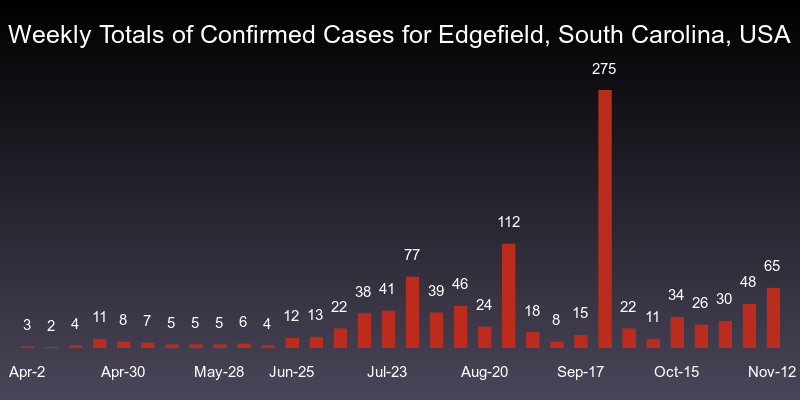 Weekly Totals of Confirmed Cases for Edgefield, South Carolina, USA
3 2 4 11 8 7 5 5 5 6 4 12 13 22 38 41 77 39 46 24 112 18 8 15 275 22 11 34 26 30 48 65
Apr-2 Apr-30 May-28 Jun-25 Jul-23 Aug-20 Sep-17 Oct-15 Nov-12